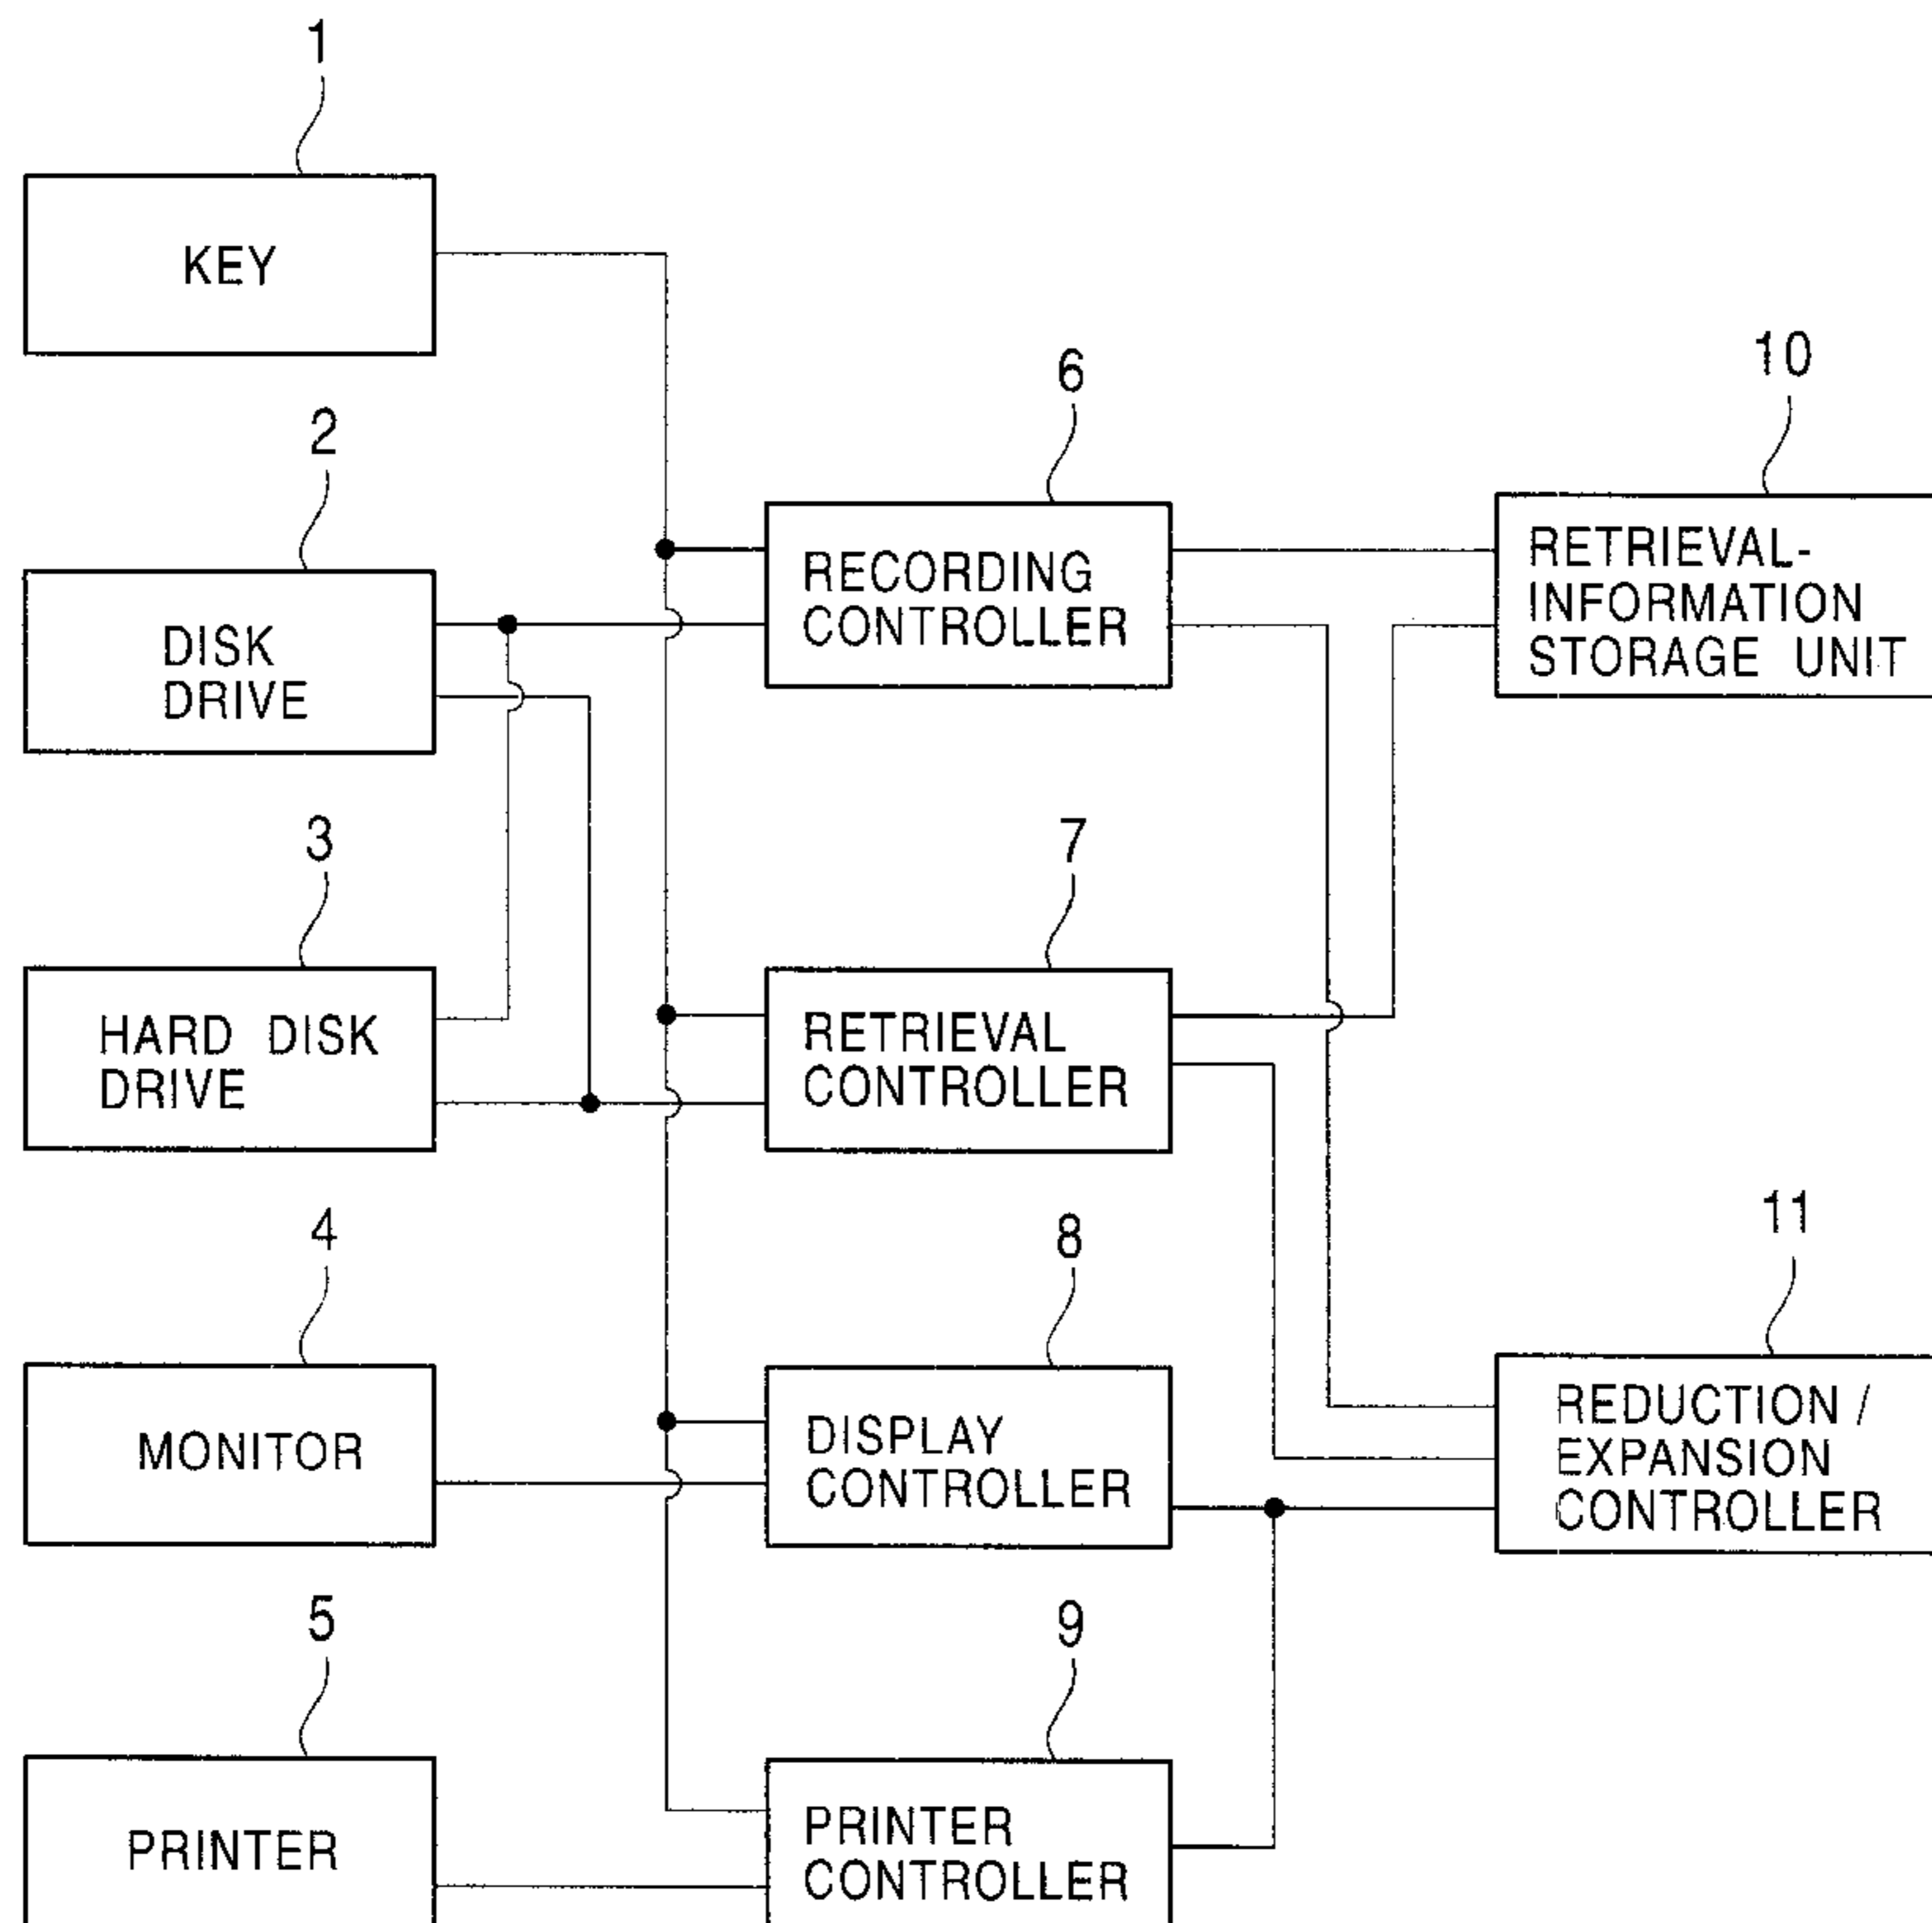 1
KEY
2
DISK
DRIVE
3
HARD DISK
DRIVE
4
MONITOR
5
PRINTER
6
RECORDING
CONTROLLER
7
RETRIEVAL
CONTROLLER
8
DISPLAY
CONTROLLER
9
PRINTER
CONTROLLER
10
RETRIEVAL-
INFORMATION
STORAGE UNIT
11
REDUCTION /
EXPANSION
CONTROLLER